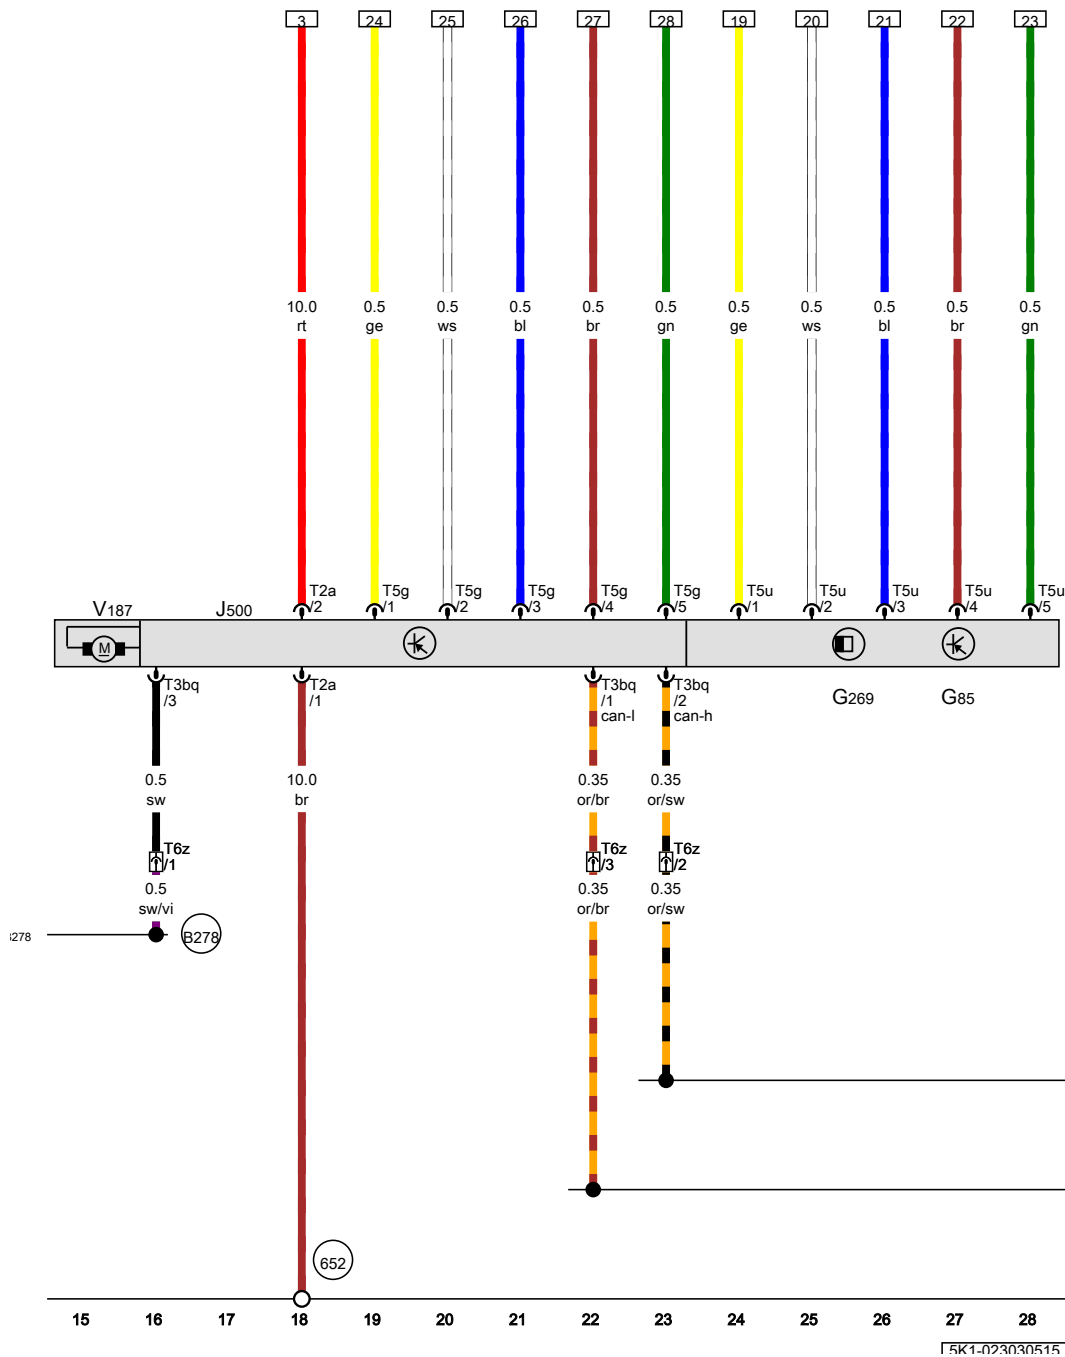 3 24 25 26 27 28 19 20 21 22 23
10.0 0.5 0.5 0.5 0.5 0.5 0.5 0.5 0.5 0.5 0.5
rt ge ws bl br gn ge ws bl br gn
T2a T5g T5g T5g T5g T5g T5u T5u T5u T5u T5u
/2 /1 /2 /3 /4 /5 /1 /2 /3 /4 /5
V187 J500
M
T3bq T2a T3bq T3bq
/3 /1 /1 /2
can-l can-h
G269 G85
0.5 10.0 0.35 0.35
sw br or/br or/sw
T6z T6z T6z
/1 /3 /2
0.5 0.35 0.35
sw/vi or/br or/sw
B278
652
15 16 17 18 19 20 21 22 23 24 25 26 27 28
5K1-023030515